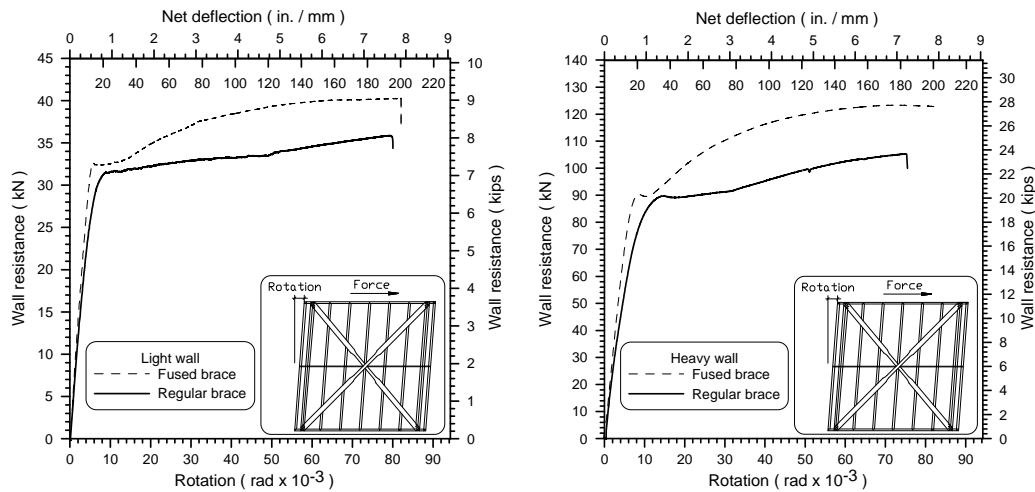 Net deflection ( in. / mm )
0 1 2 3 4 5 6 7 8 9
45
40
35
30
25
20
15
10
5
0
20 40 60 80 100 120 140 160 180 200 220
10
9
8
7
6
5
4
3
2
1
0
Wall resistance ( kN )
Wall resistance ( kips )
Rotation
Force
Light wall
Fused brace
Regular brace
0 10 20 30 40 50 60 70 80 90
Rotation ( rad x 10-3 )
Net deflection ( in. / mm )
0 1 2 3 4 5 6 7 8 9
140
130
120
110
100
90
80
70
60
50
40
30
20
10
0
20 40 60 80 100 120 140 160 180 200 220
30
28
26
24
22
20
18
16
14
12
10
8
6
4
2
0
Wall resistance ( kN )
Wall resistance ( kips )
Rotation
Force
Heavy wall
Fused brace
Regular brace
0 10 20 30 40 50 60 70 80 90
Rotation ( rad x 10-3 )